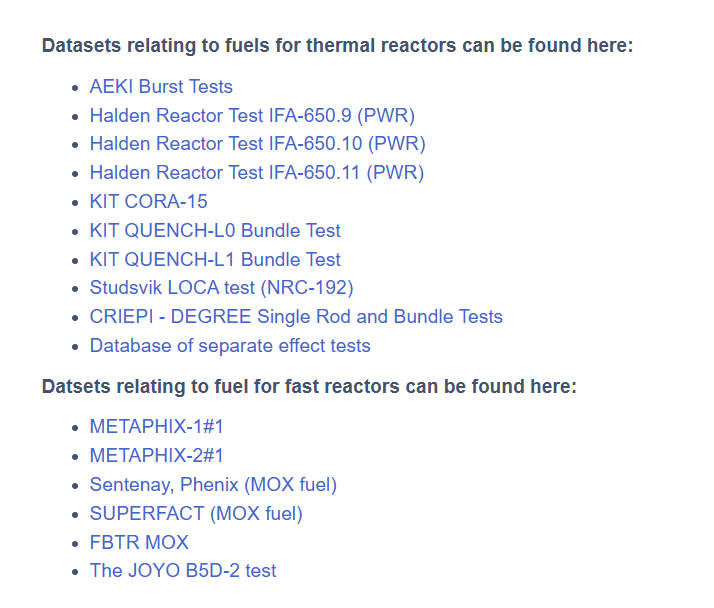 Datasets relating to fuels for thermal reactors can be found here:
AEKI Burst Tests
Halden Reactor Test IFA-650.9 (PWR)
Halden Reactor Test IFA-650.10 (PWR)
Halden Reactor Test IFA-650.11 (PWR)
KIT CORA-15
KIT QUENCH-L0 Bundle Test
KIT QUENCH-L1 Bundle Test
Studsvik LOCA test (NRC-192)
CRIEPI - DEGREE Single Rod and Bundle Tests
Database of separate effect tests
Datsets relating to fuel for fast reactors can be found here:
METAPHIX-1#1
METAPHIX-2#1
Sentenay, Phenix (MOX fuel)
SUPERFACT (MOX fuel)
FBTR MOX
The JOYO B5D-2 test